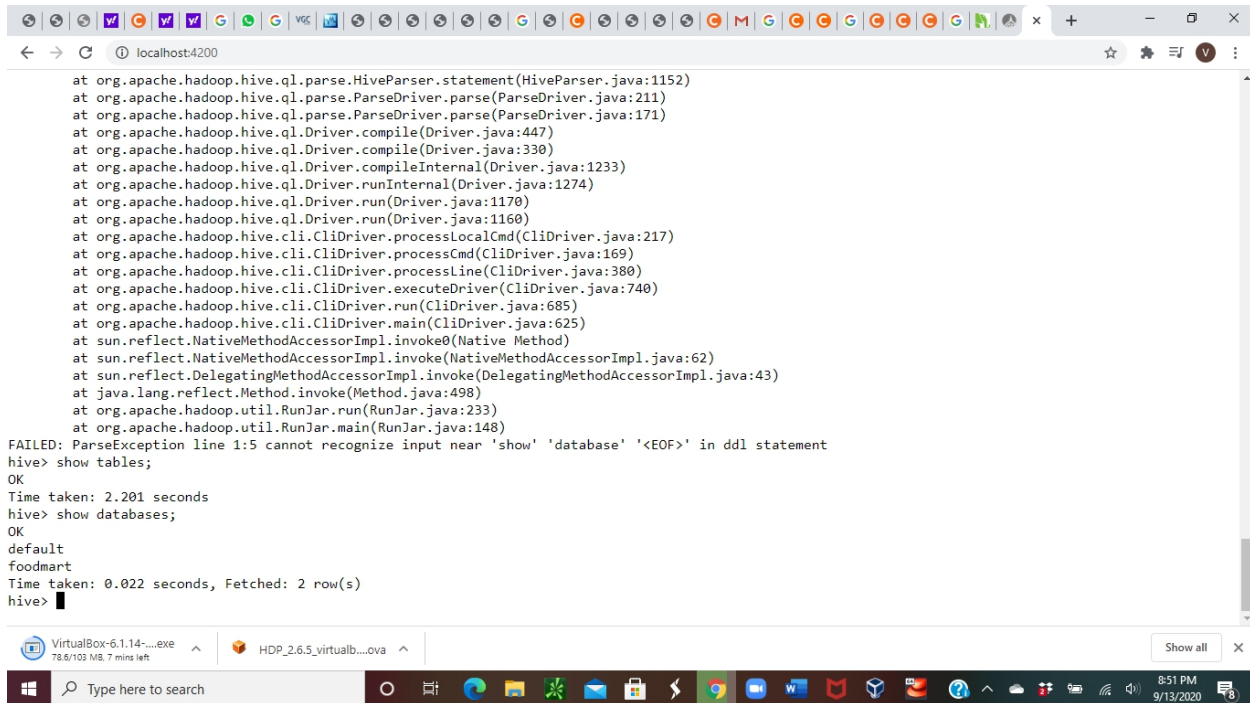 localhost:4200
V
at org.apache.hadoop.hive.ql.parse.HiveParser.statement(HiveParser.java:1152)
at org.apache.hadoop.hive.ql.parse.ParseDriver.parse(ParseDriver.java:211)
at org.apache.hadoop.hive.ql.parse.ParseDriver.parse(ParseDriver.java:171)
at org.apache.hadoop.hive.ql.Driver.compile(Driver.java:447)
at org.apache.hadoop.hive.ql.Driver.compile(Driver.java:330)
at org.apache.hadoop.hive.ql.Driver.compileInternal(Driver.java:1233)
at org.apache.hadoop.hive.ql.Driver.runInternal(Driver.java:1274)
at org.apache.hadoop.hive.ql.Driver.run(Driver.java:1170)
at org.apache.hadoop.hive.ql.Driver.run(Driver.java:1160)
at org.apache.hadoop.hive.cli.CliDriver.processLocalCmd(CliDriver.java:217)
at org.apache.hadoop.hive.cli.CliDriver.processCmd(CliDriver.java:169)
at org.apache.hadoop.hive.cli.CliDriver.processLine(CliDriver.java:380)
at org.apache.hadoop.hive.cli.CliDriver.executeDriver(CliDriver.java:740)
at org.apache.hadoop.hive.cli.CliDriver.run(CliDriver.java:685)
at org.apache.hadoop.hive.cli.CliDriver.main(CliDriver.java:625)
at sun.reflect.NativeMethodAccessorImpl.invoke0(Native Method)
at sun.reflect.NativeMethodAccessorImpl.invoke(NativeMethodAccessorImpl.java:62)
at sun.reflect.DelegatingMethodAccessorImpl.invoke(DelegatingMethodAccessorImpl.java:43)
at java.lang.reflect.Method.invoke(Method.java:498)
at org.apache.hadoop.util.RunJar.run(RunJar.java:233)
at org.apache.hadoop.util.RunJar.main(RunJar.java:148)
FAILED: ParseException line 1:5 cannot recognize input near 'show' 'database' '<EOF>' in ddl statement
hive> show tables;
OK
Time taken: 2.201 seconds
hive> show databases;
OK
default
foodmart
Time taken: 0.022 seconds, Fetched: 2 row(s)
hive>
VirtualBox-6.1.14-....exe
78.6/103 MB, 7 mins left
HDP_2.6.5_virtualb....ova
Show all
Type here to search
8:51 PM
9/13/2020
8